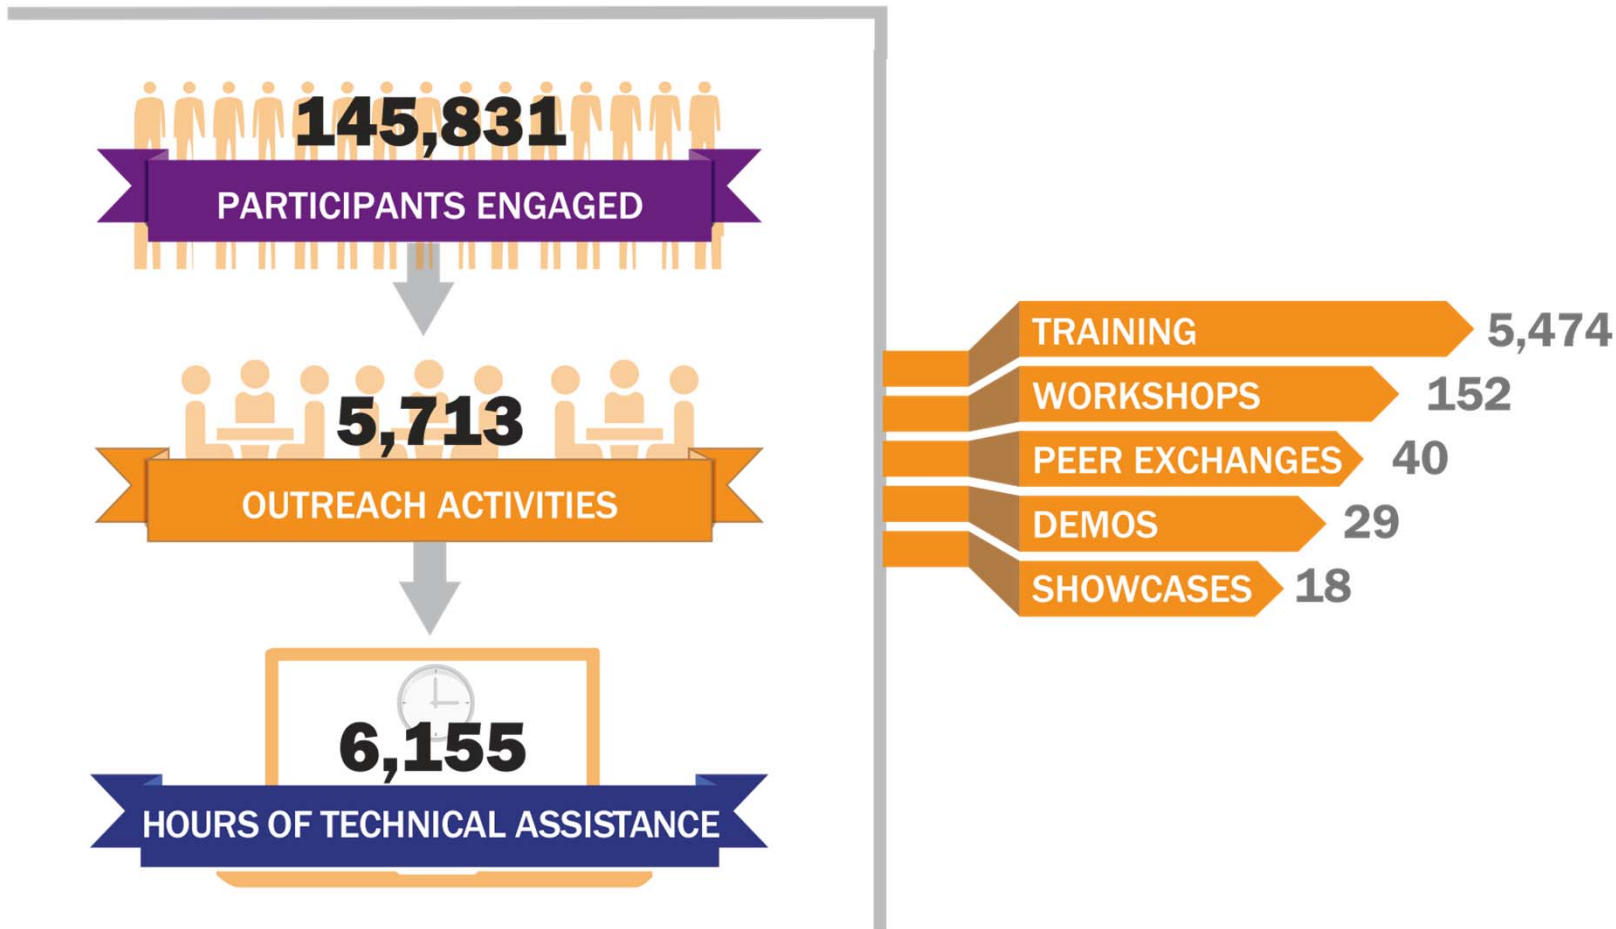 145,831
PARTICIPANTS ENGAGED
5,713
OUTREACH ACTIVITIES
6,155
HOURS OF TECHNICAL ASSISTANCE
TRAINING 5,474
WORKSHOPS 152
PEER EXCHANGES 40
DEMOS 29
SHOWCASES 18